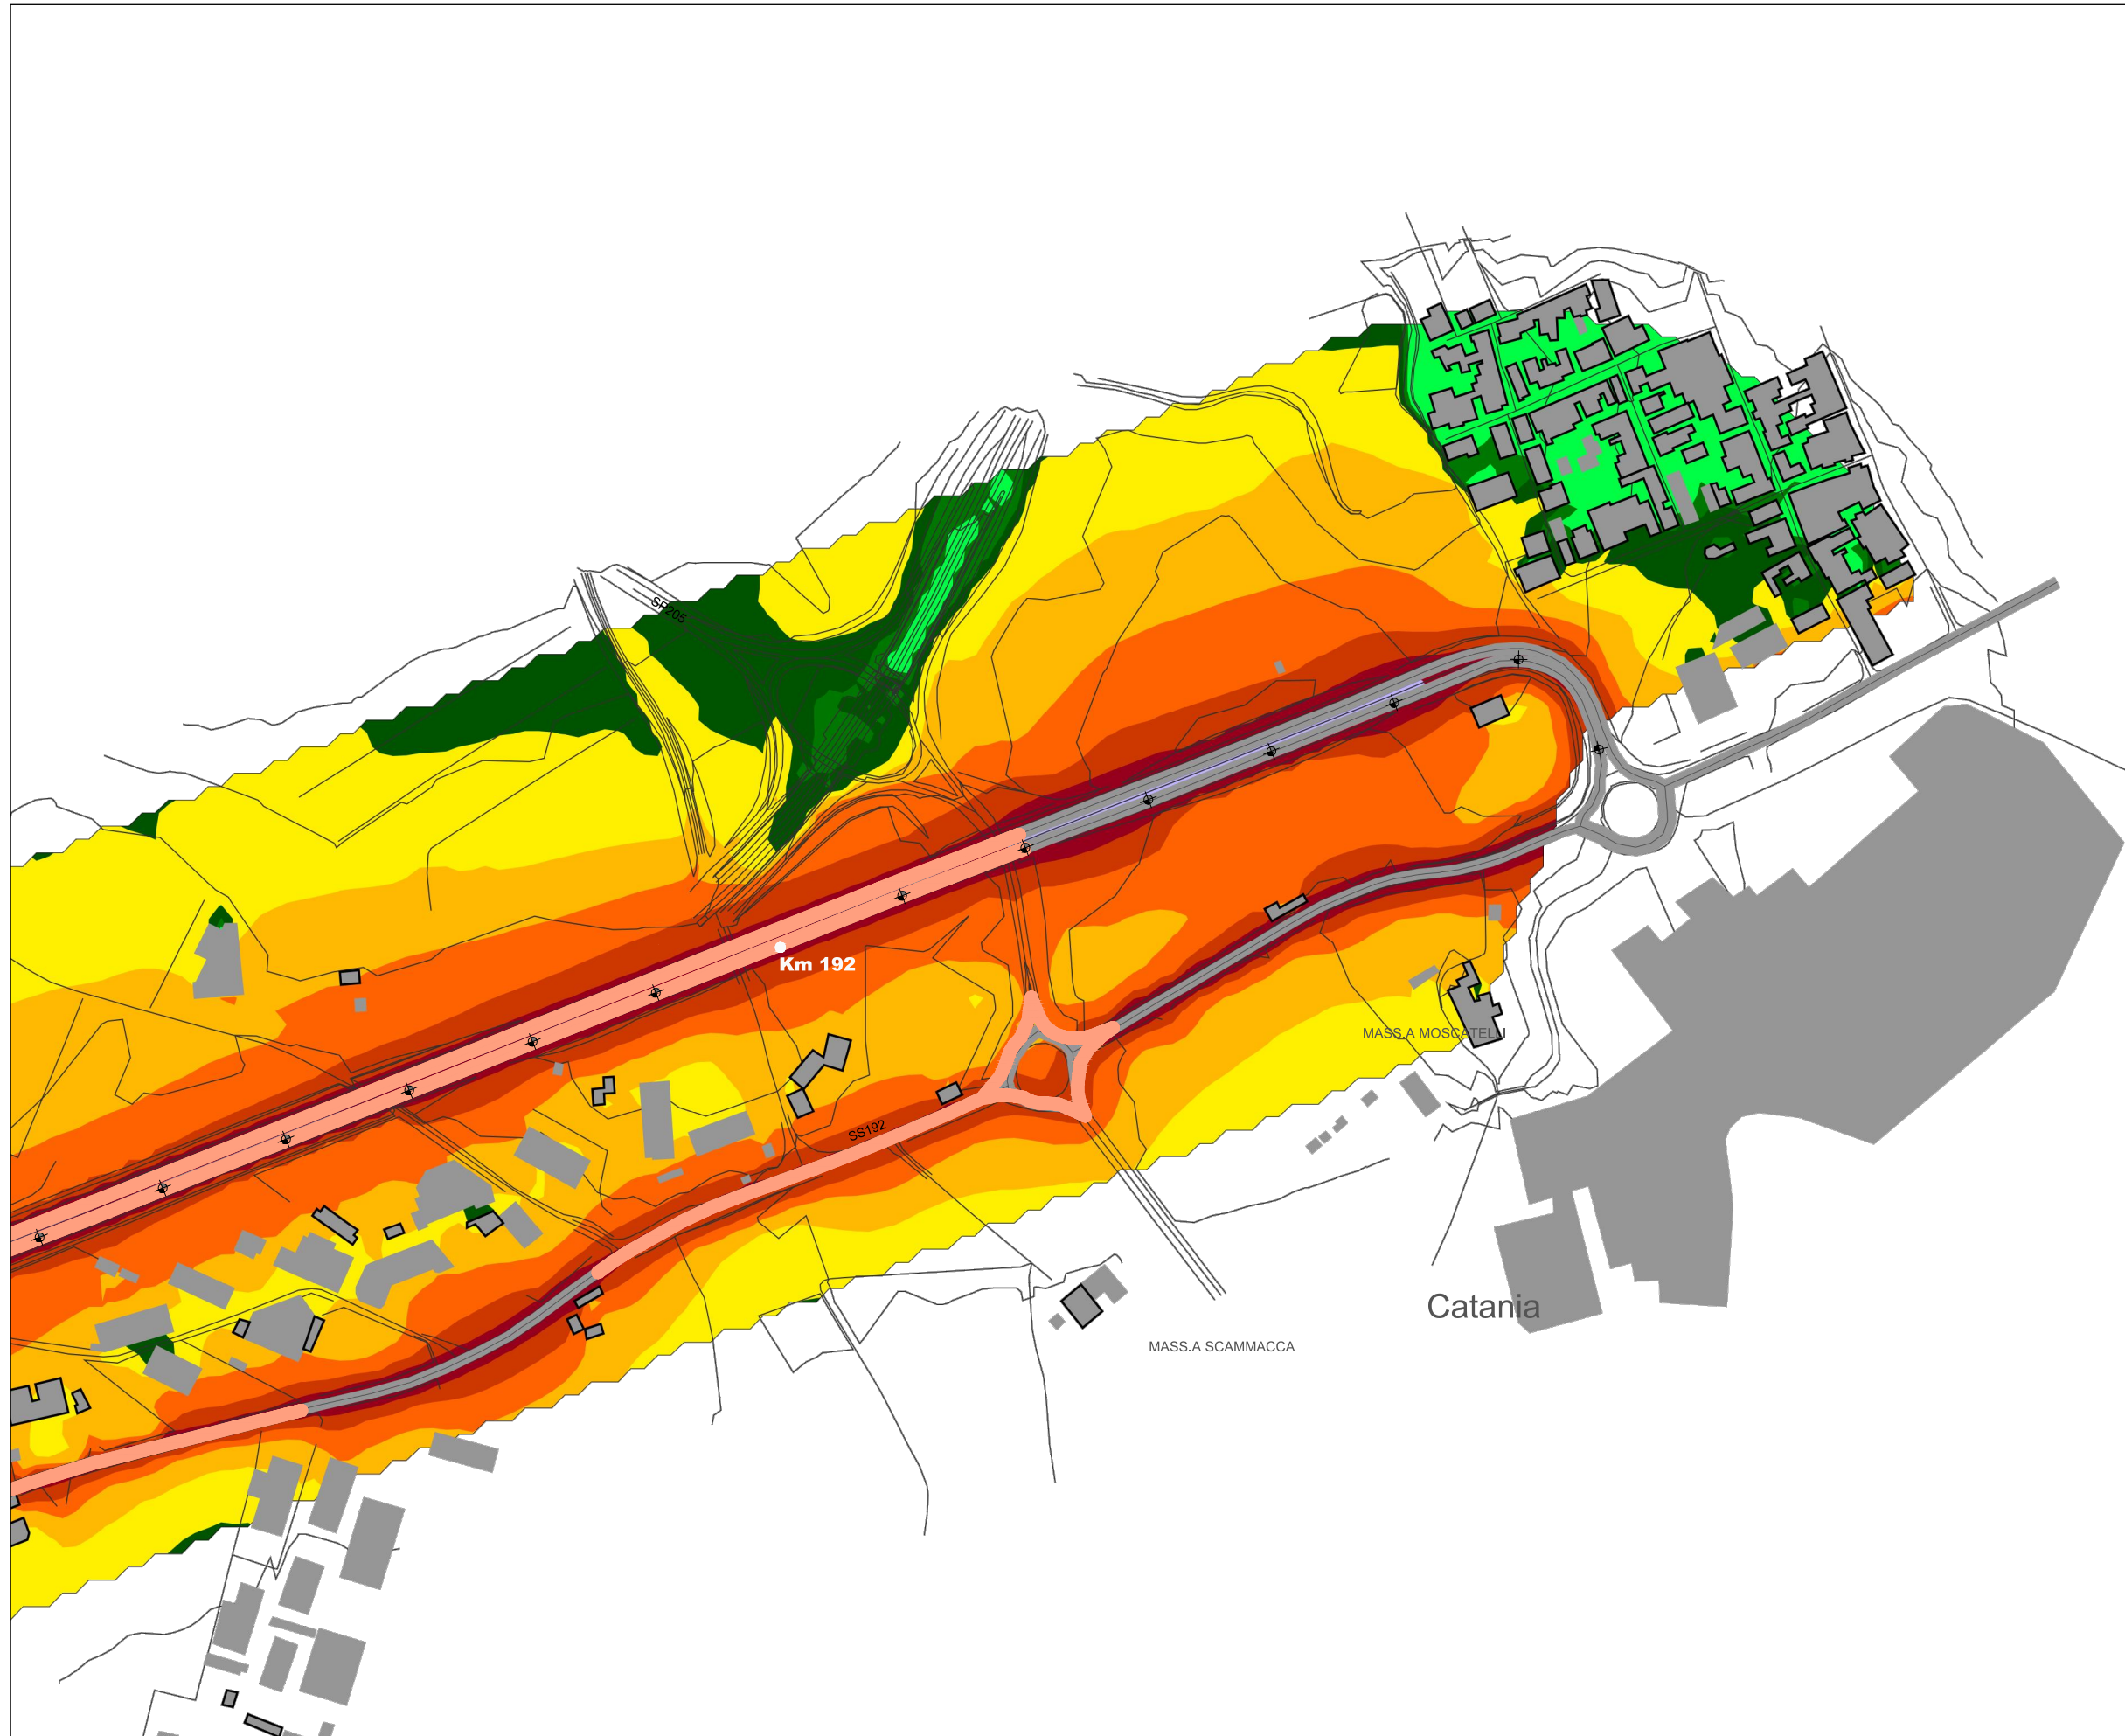 SP205
Km 192
MASS.A MOSCATELLI
SS192
Catania
MASS.A SCAMMACCA